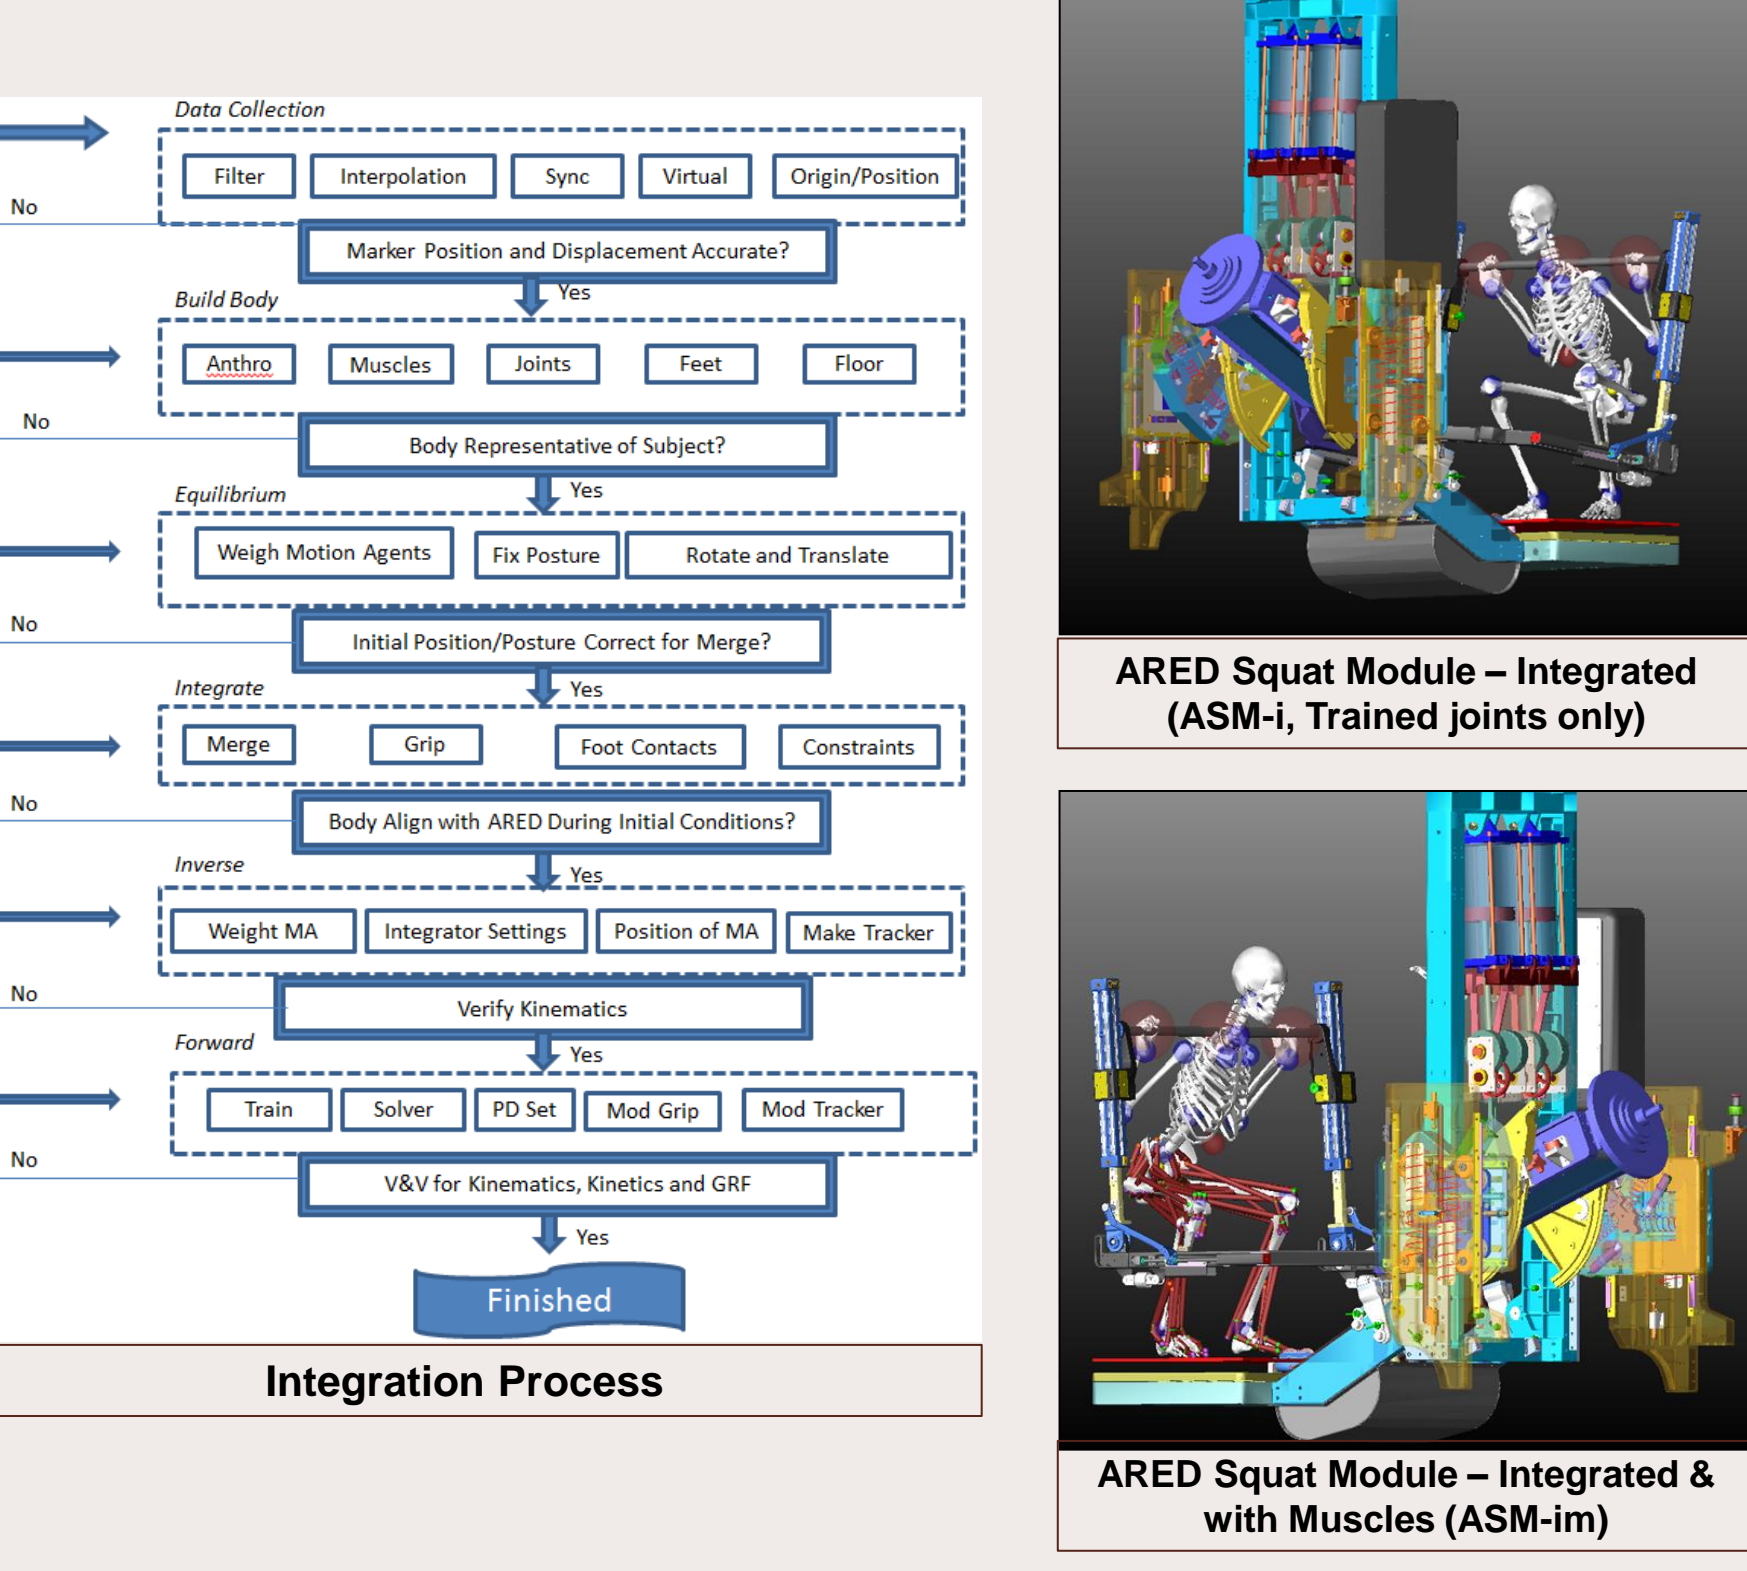 Data Collection
Filter
Interpolation
Sync
Virtual
Origin/Position
No
Marker Position and Displacement Accurate?
Yes
Build Body
Anthro
Muscles
Joints
Feet
Floor
No
Body Representative of Subject?
Yes
Equilibrium
Weigh Motion Agents
Fix Posture
Rotate and Translate
No
Initial Position/Posture Correct for Merge?
Yes
Integrate
Merge
Grip
Foot Contacts
Constraints
No
Body Align with ARED During Initial Conditions?
Yes
Inverse
Weight MA
Integrator Settings
Position of MA
Make Tracker
No
Verify Kinematics
Yes
Forward
Train
Solver
PD Set
Mod Grip
Mod Tracker
No
V&V for Kinematics, Kinetics and GRF
Yes
Finished
Integration Process
ARED Squat Module – Integrated
(ASM-i, Trained joints only)
ARED Squat Module – Integrated &
with Muscles (ASM-im)